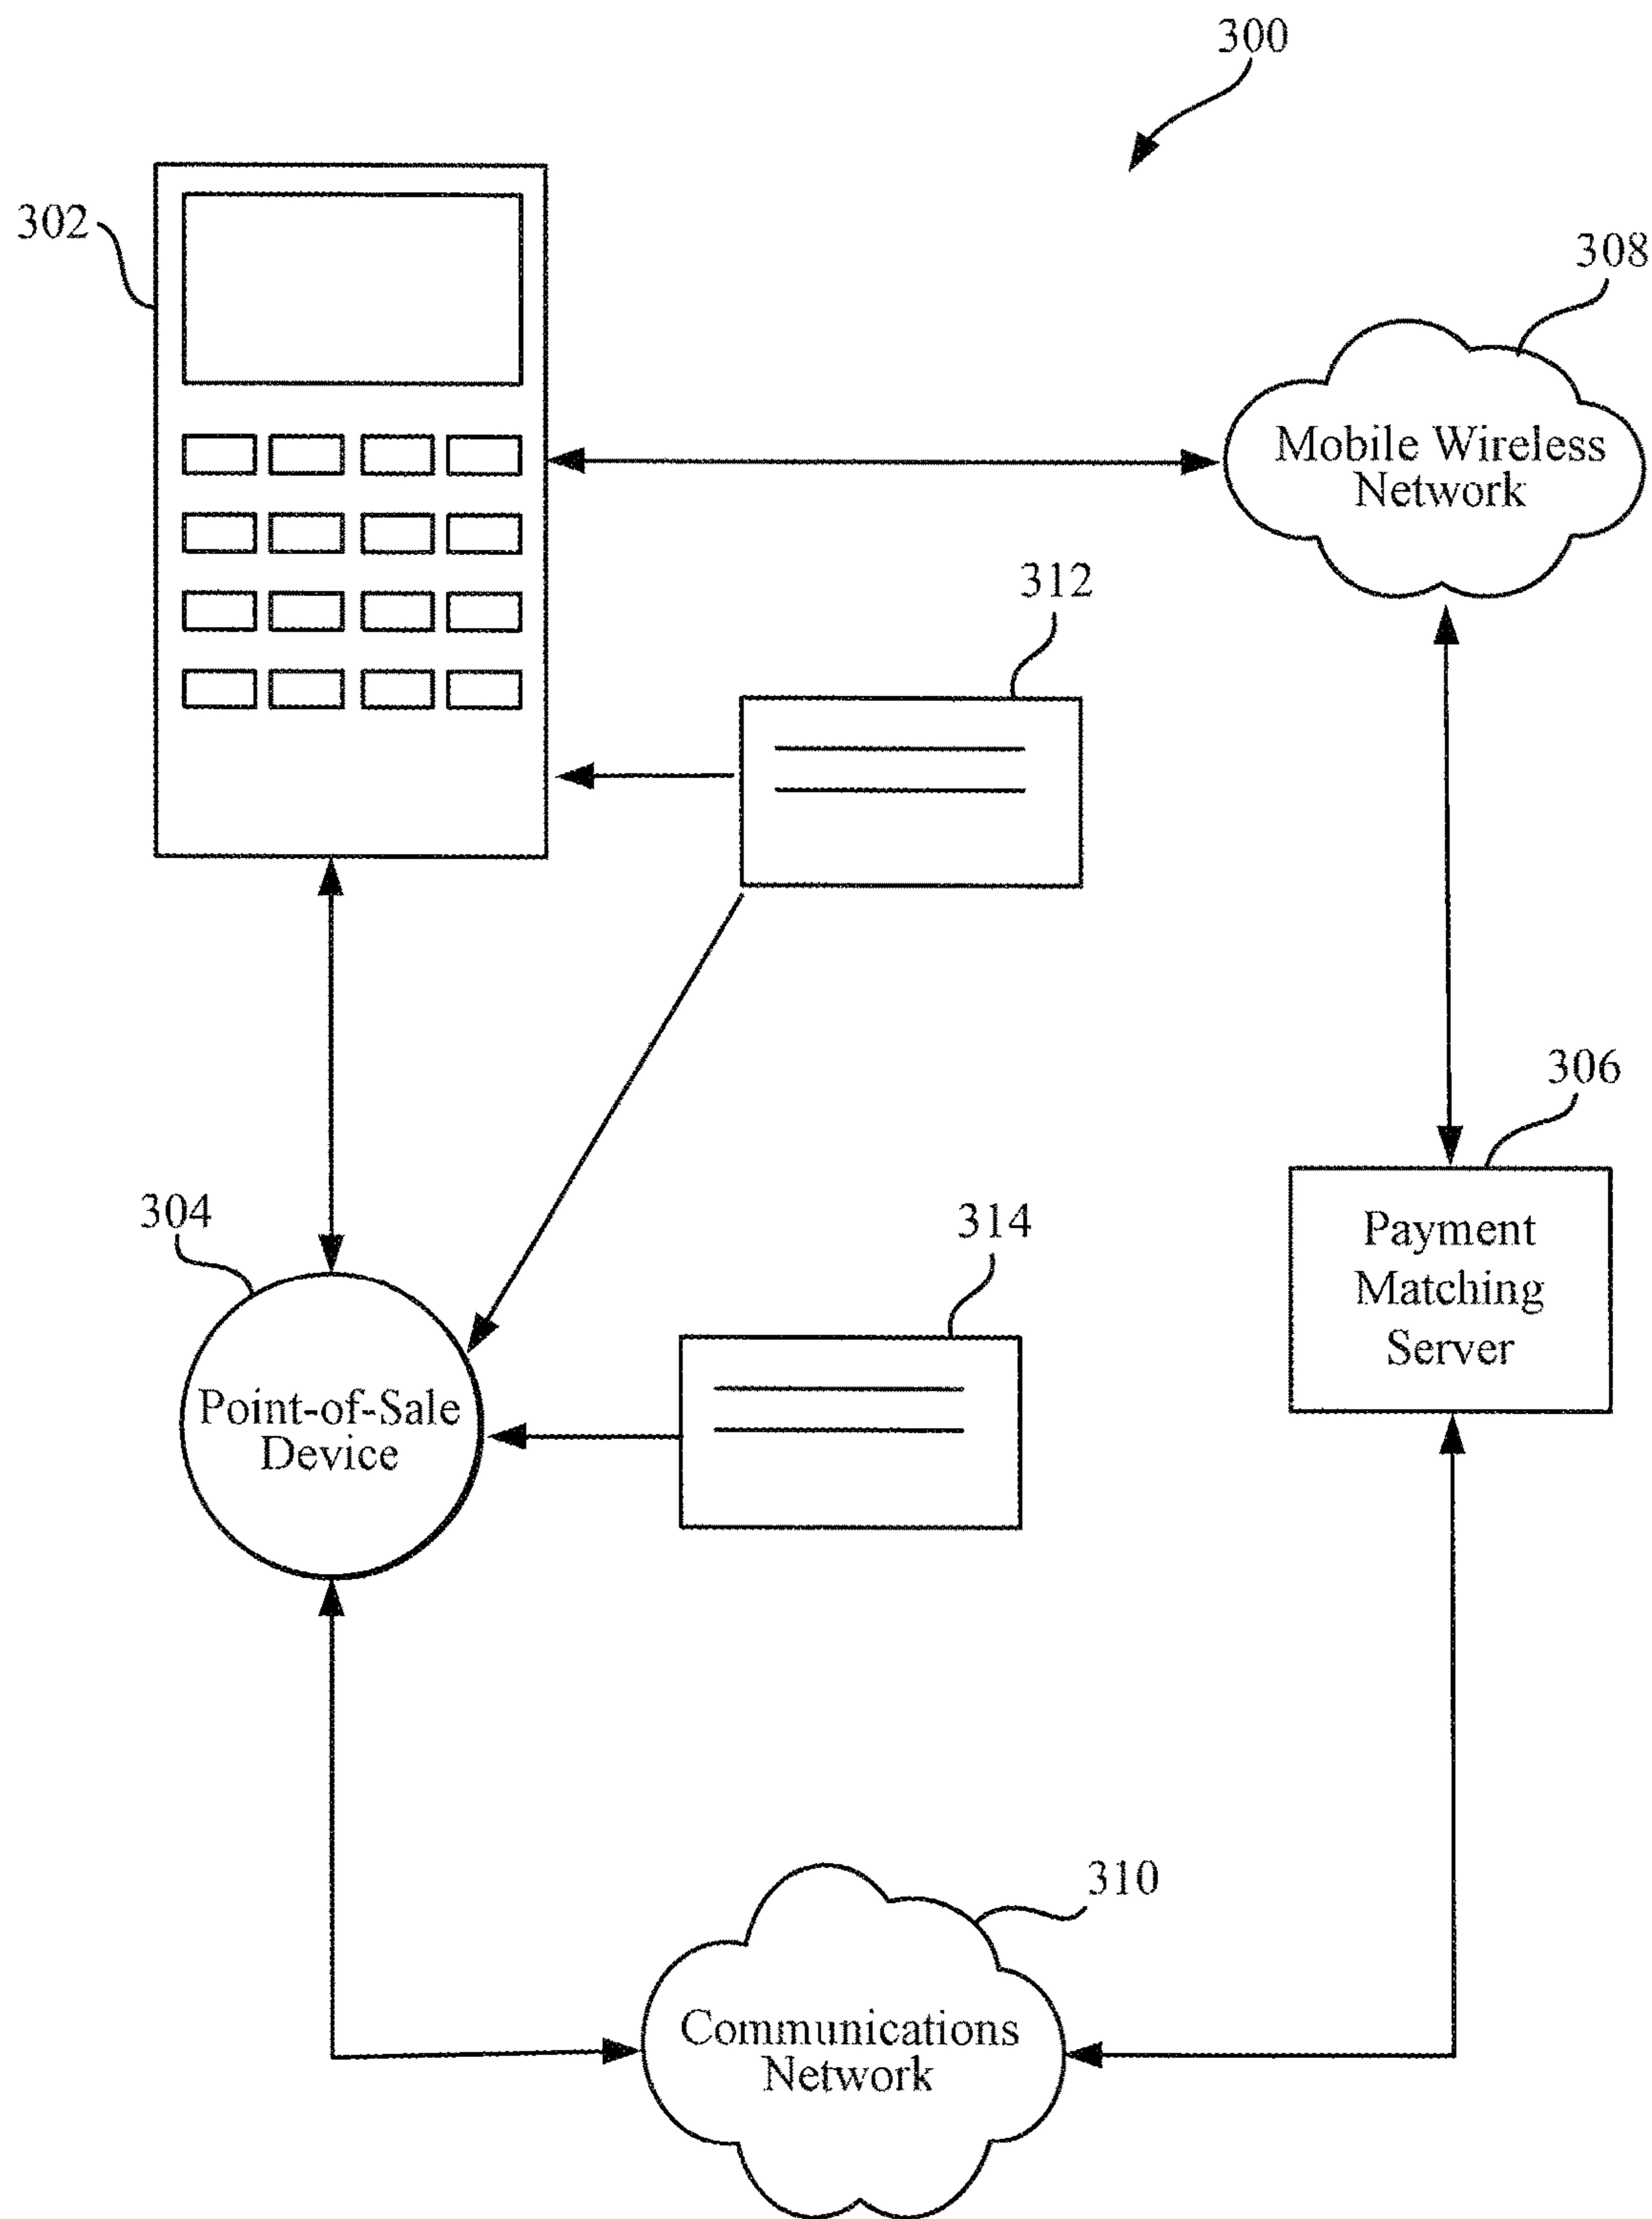 300
302
308
Mobile Wireless
Network
312
306
Payment
Matching
Server
304
314
Point-of-Sale
Device
310
Communications
Network